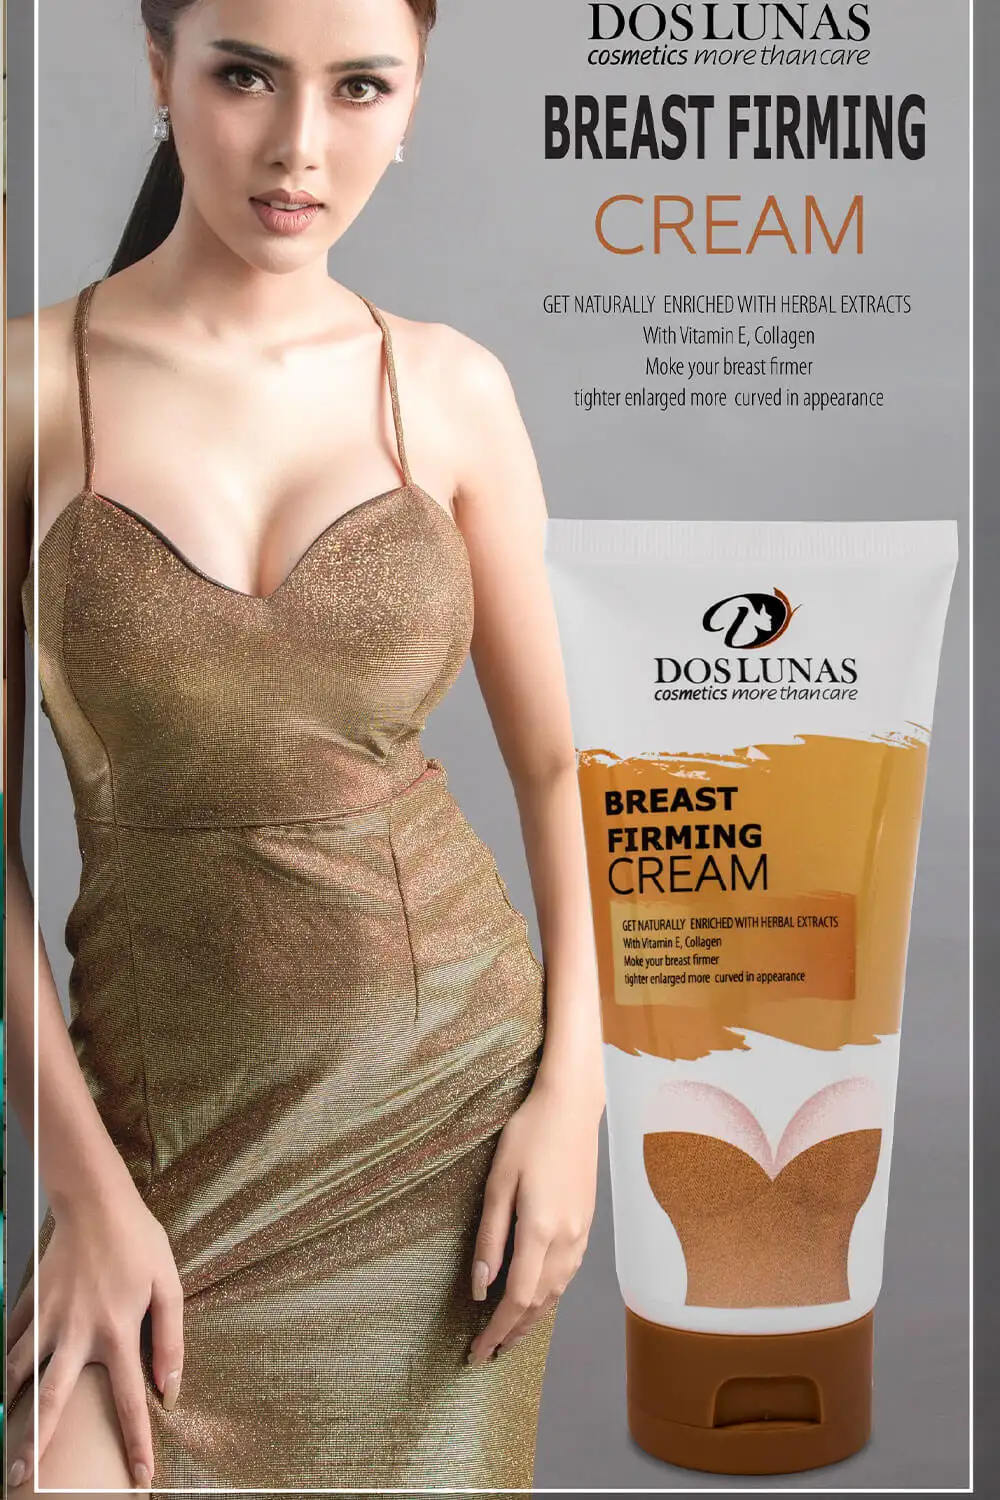 DOS LUNAS
cosmetics more than care
BREAST FIRMING
CREAM
GET NATURALLY ENRICHED WITH HERBAL EXTRACTS
With Vitamin E, Collagen
Moke your breast firmer
tighter enlarged more curved in appearance
DOS LUNAS
cosmetics more than care
BREAST
FIRMING
CREAM
GET NATURALLY ENRICHED WITH HERBAL EXTRACTS
With Vitamin E, Collagen
Moke your breast firmer
tighter enlarged more curved in appearance